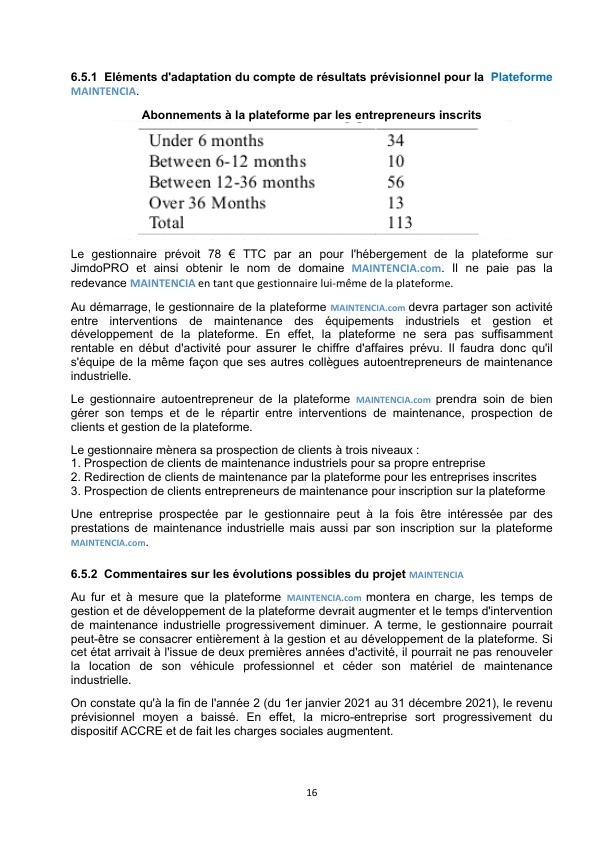 6.5.1 Eléments d'adaptation du compte de résultats prévisionnel pour la Plateforme
MAINTENCIA.
Abonnements à la plateforme par les entrepreneurs inscrits
Under 6 months 34
Between 6-12 months 10
Between 12-36 months 56
Over 36 Months 13
Total 113
Le gestionnaire prévoit 78 € TTC par an pour l'hébergement de la plateforme sur
JimdoPRO et ainsi obtenir le nom de domaine MAINTENCIA.com. Il ne paie pas la
redevance MAINTENCIA en tant que gestionnaire lui-même de la plateforme.
Au démarrage, le gestionnaire de la plateforme MAINTENCIA.com devra partager son activité
entre interventions de maintenance des équipements industriels et gestion et
développement de la plateforme. En effet, la plateforme ne sera pas suffisamment
rentable en début d'activité pour assurer le chiffre d'affaires prévu. Il faudra donc qu'il
s'équipe de la même façon que ses autres collègues autoentrepreneurs de maintenance
industrielle.
Le gestionnaire autoentrepreneur de la plateforme MAINTENCIA.com prendra soin de bien
gérer son temps et de le répartir entre interventions de maintenance, prospection de
clients et gestion de la plateforme.
Le gestionnaire mènera sa prospection de clients à trois niveaux :
1. Prospection de clients de maintenance industriels pour sa propre entreprise
2. Redirection de clients de maintenance par la plateforme pour les entreprises inscrites
3. Prospection de clients entrepreneurs de maintenance pour inscription sur la plateforme
Une entreprise prospectée par le gestionnaire peut à la fois être intéressée par des
prestations de maintenance industrielle mais aussi par son inscription sur la plateforme
MAINTENCIA.com.
6.5.2 Commentaires sur les évolutions possibles du projet MAINTENCIA
Au fur et à mesure que la plateforme MAINTENCIA.com montera en charge, les temps de
gestion et de développement de la plateforme devrait augmenter et le temps d'intervention
de maintenance industrielle progressivement diminuer. A terme, le gestionnaire pourrait
peut-être se consacrer entièrement à la gestion et au développement de la plateforme. Si
cet état arrivait à l'issue de deux premières années d'activité, il pourrait ne pas renouveler
la location de son véhicule professionnel et céder son matériel de maintenance
industrielle.
On constate qu'à la fin de l'année 2 (du 1er janvier 2021 au 31 décembre 2021), le revenu
prévisionnel moyen a baissé. En effet, la micro-entreprise sort progressivement du
dispositif ACCRE et de fait les charges sociales augmentent.
16